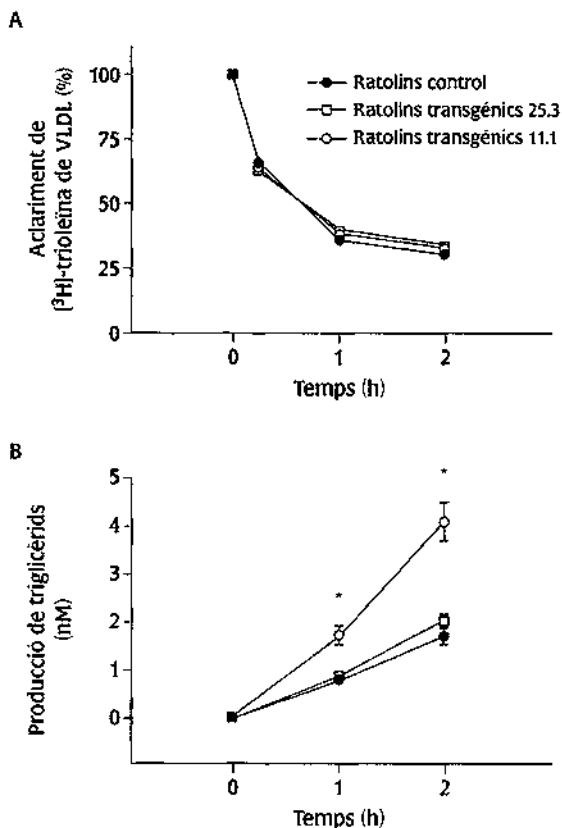 A
Aclariment de
[³H]-trioleïna de VLDL (%)
100
75
50
25
0
Ratolins control
Ratolins transgènics 25.3
Ratolins transgènics 11.1
0 1 2
Temps (h)
B
Producció de triglicèrids
(nM)
5
4
3
2
1
0
*
*
0 1 2
Temps (h)